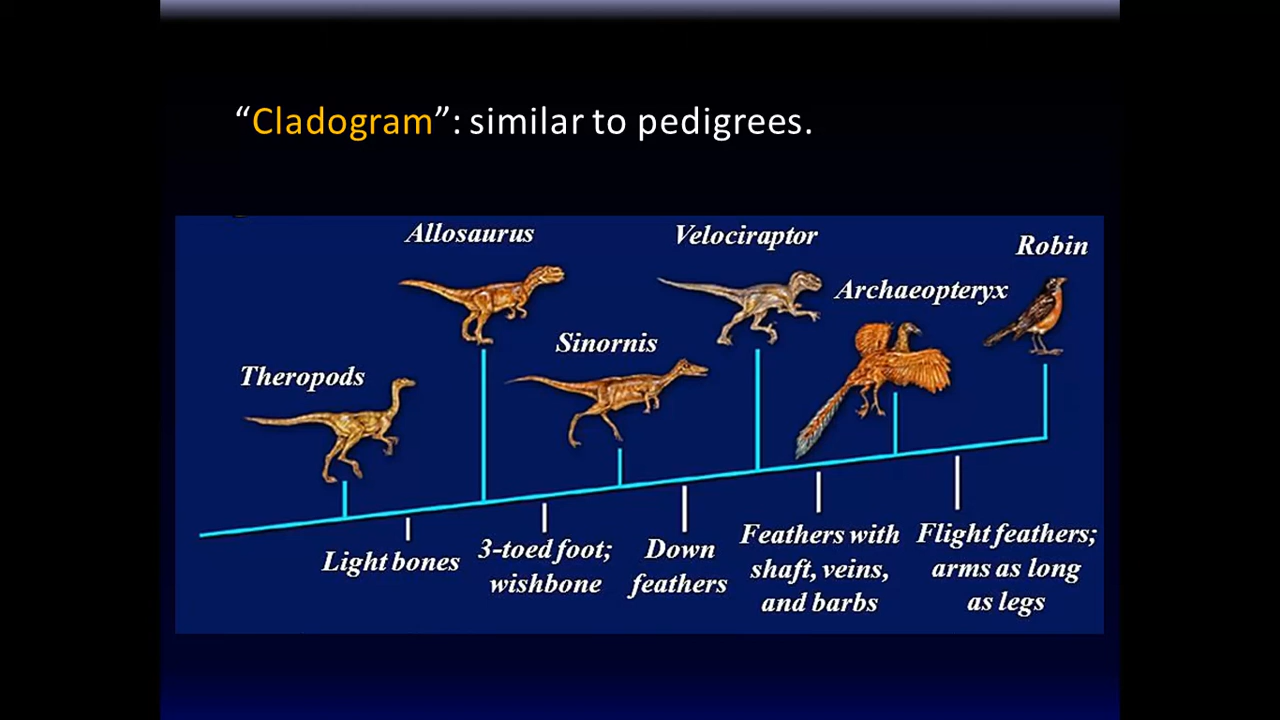 “Cladogram”: similar to pedigrees.
Allosaurus
Velociraptor
Robin
Archaeopteryx
Sinornis
Theropods
Light bones
3-toed foot;
wishbone
Down
feathers
Feathers with
shaft, veins,
and barbs
Flight feathers;
arms as long
as legs